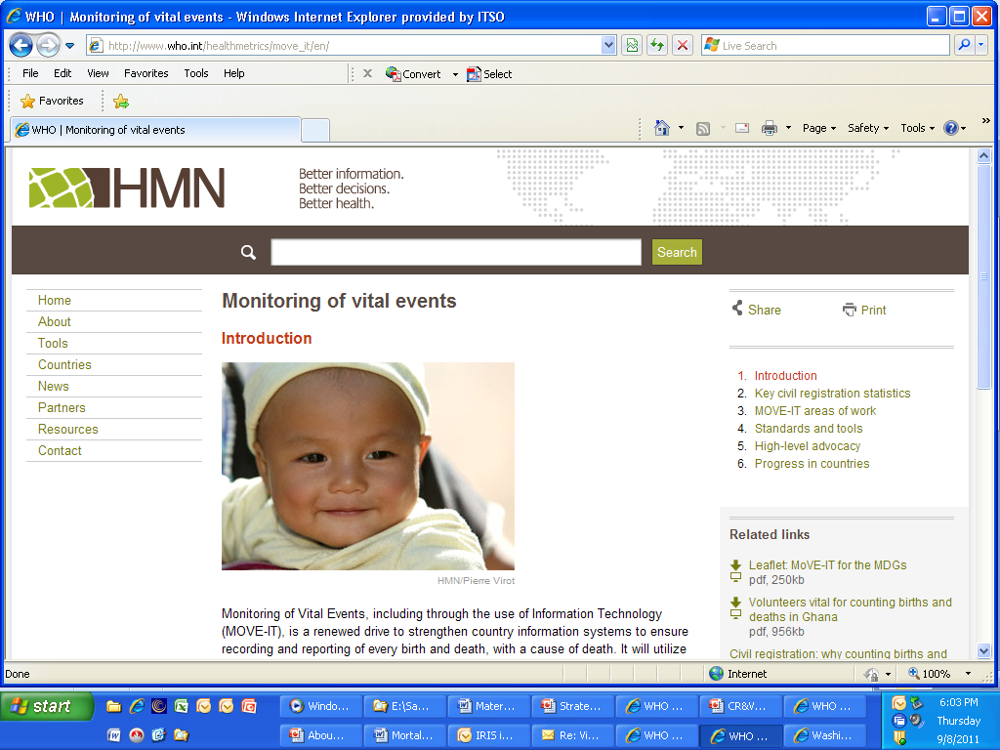 WHO | Monitoring of vital events - Windows Internet Explorer provided by ITSO
http://www.who.int/healthmetrics/move_it/en/
Live Search
File Edit View Favorites Tools Help
Convert Select
Favorites
WHO | Monitoring of vital events
Page Safety Tools
HMN
Better information.
Better decisions.
Better health.
Search
Home
About
Tools
Countries
News
Partners
Resources
Contact
Monitoring of vital events
Introduction
HMN/Pierre Virot
Monitoring of Vital Events, including through the use of Information Technology
(MOVE-IT), is a renewed drive to strengthen country information systems to ensure
recording and reporting of every birth and death, with a cause of death. It will utilize
Share Print
1. Introduction
2. Key civil registration statistics
3. MOVE-IT areas of work
4. Standards and tools
5. High-level advocacy
6. Progress in countries
Related links
Leaflet: MoVE-IT for the MDGs
pdf, 250kb
Volunteers vital for counting births and
deaths in Ghana
pdf, 956kb
Civil registration: why counting births and
Done Internet 100%
start Windo... E:\Sa... Mater... Strate... WHO ... CR&V... WHO ...
Abou... Mortal... IRIS i... Re: Vi... WHO ... WHO ... Washi...
6:03 PM
Thursday
9/8/2011